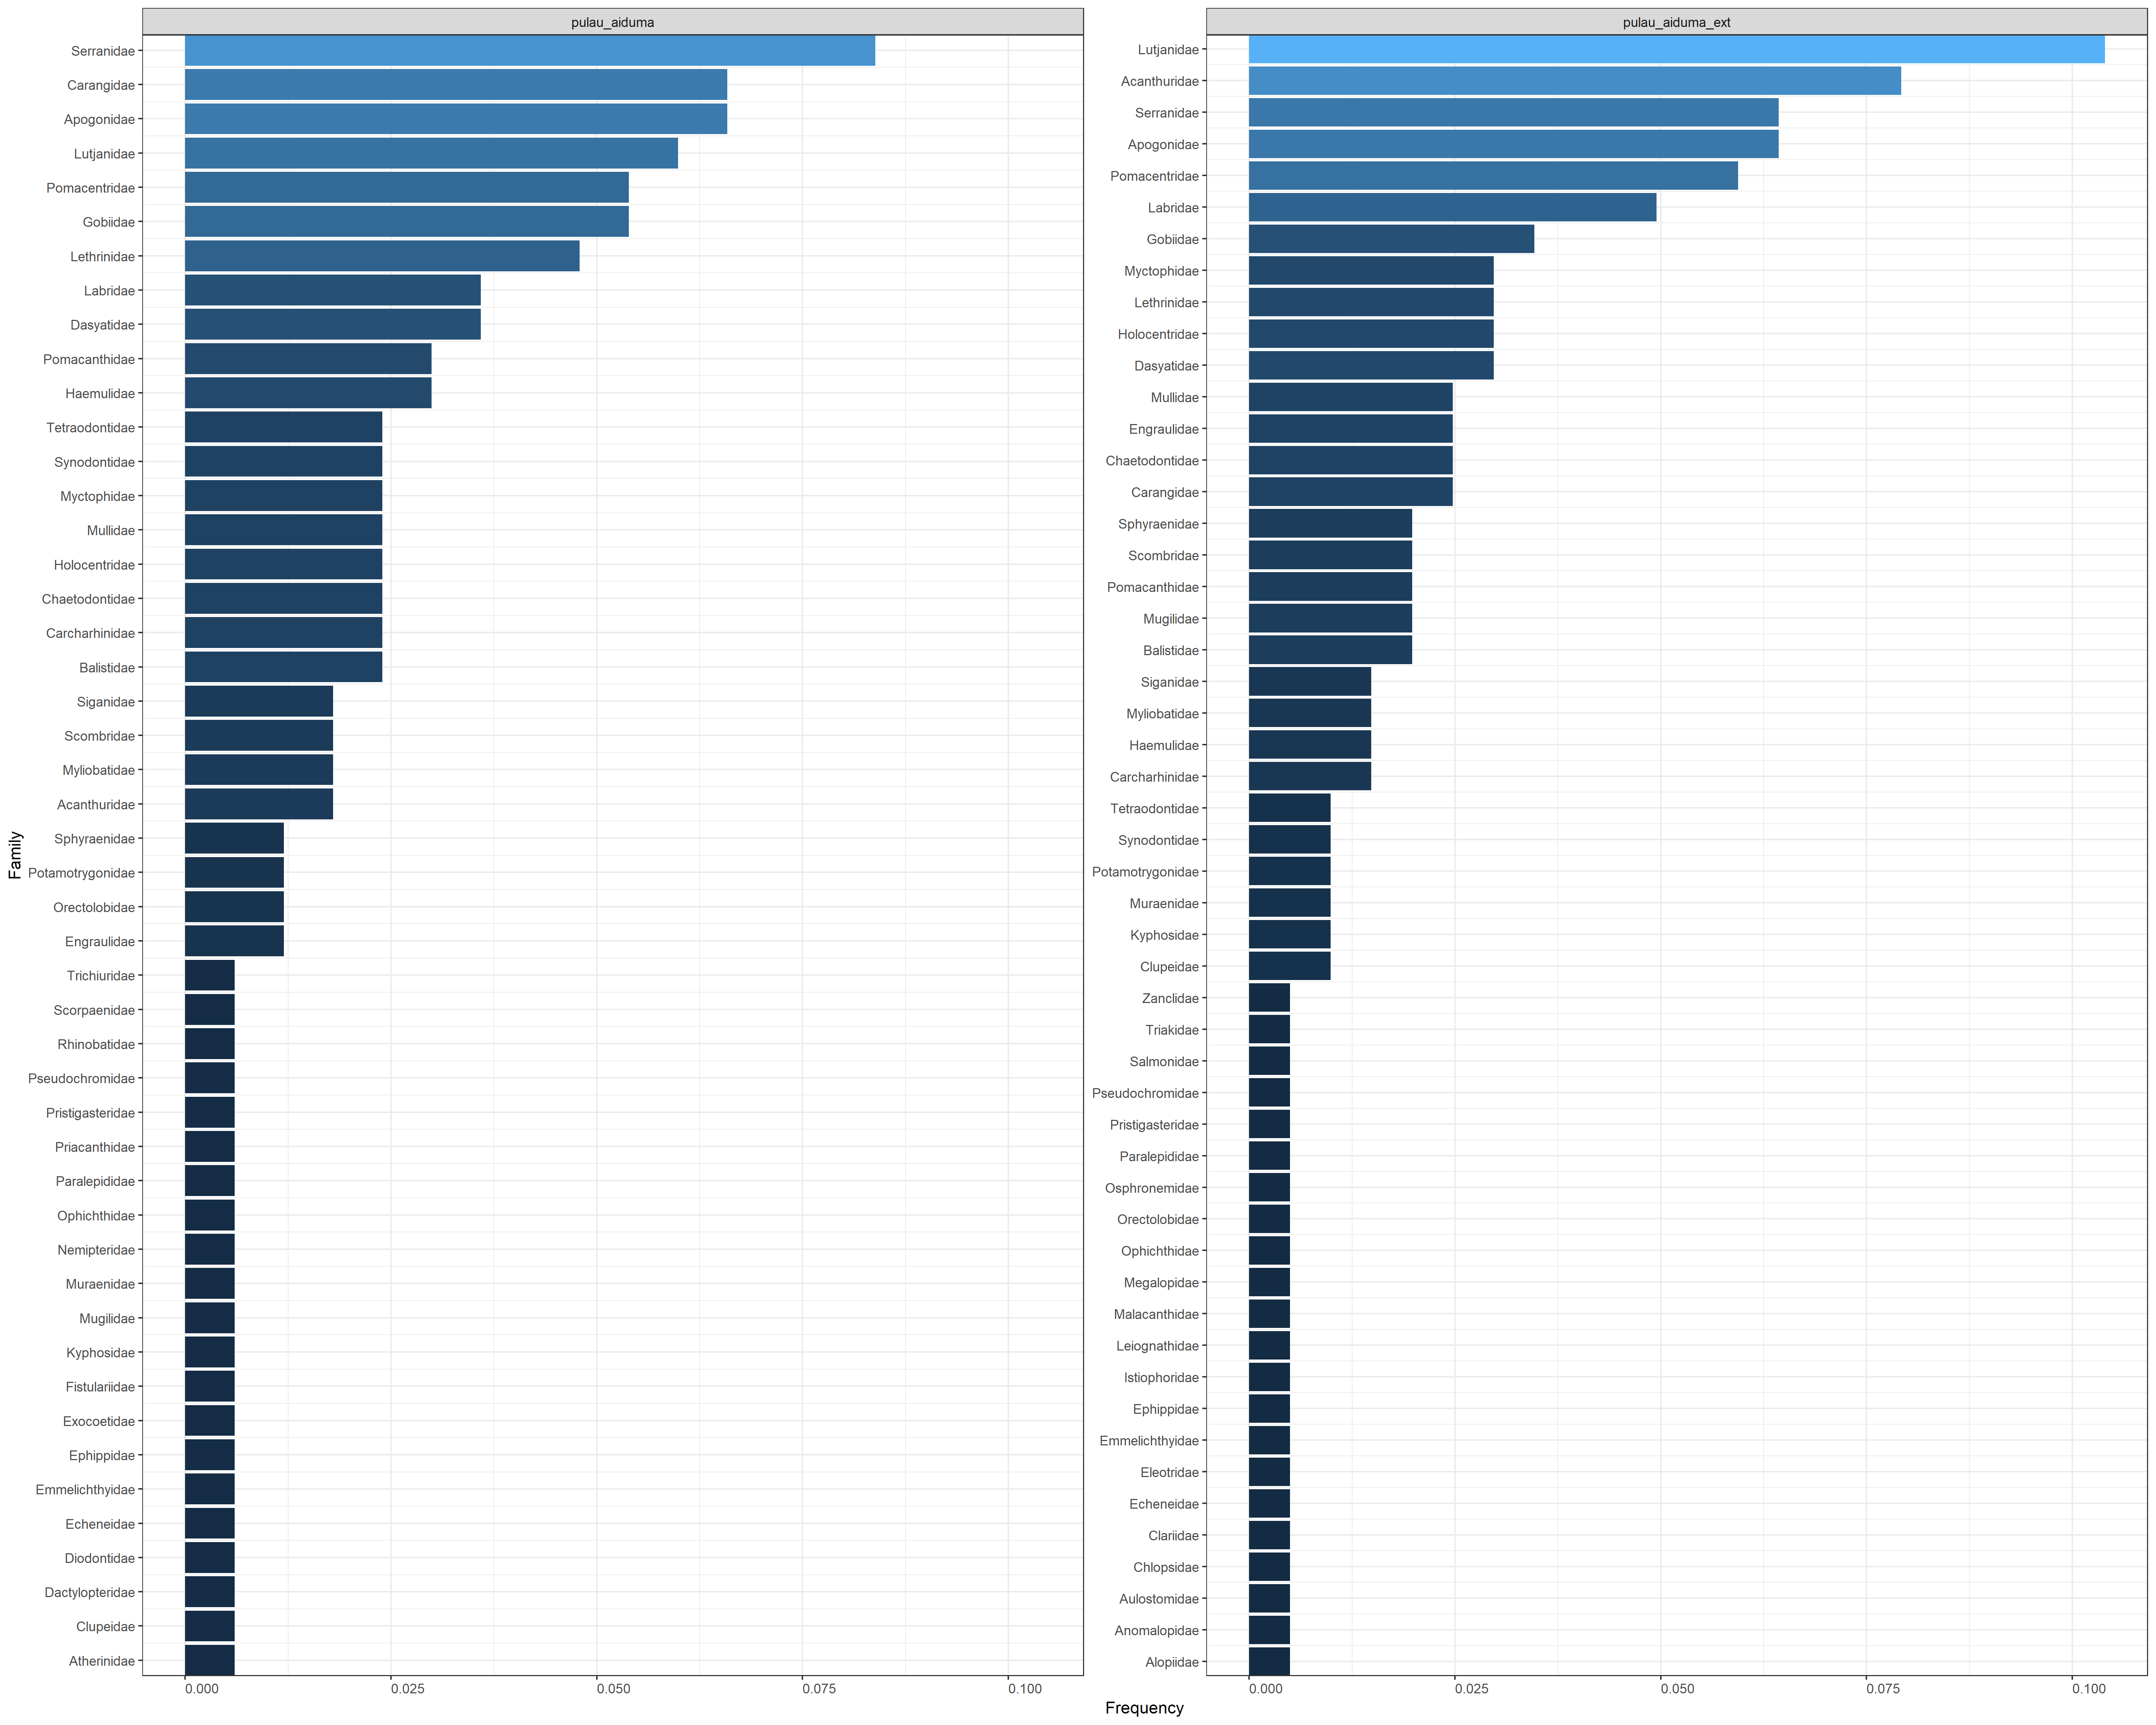 pulau_aiduma
Serranidae
Carangidae
Apogonidae
Lutjanidae
Pomacentridae
Gobiidae
Lethrinidae
Labridae
Dasyatidae
Pomacanthidae
Haemulidae
Tetraodontidae
Synodontidae
Myctophidae
Mullidae
Holocentridae
Chaetodontidae
Carcharhinidae
Balistidae
Siganidae
Scombridae
Myliobatidae
Acanthuridae
Sphyraenidae
Potamotrygonidae
Orectolobidae
Engraulidae
Trichiuridae
Scorpaenidae
Rhinobatidae
Pseudochromidae
Pristigasteridae
Priacanthidae
Paralepididae
Ophichthidae
Nemipteridae
Muraenidae
Mugilidae
Kyphosidae
Fistulariidae
Exocoetidae
Ephippidae
Emmelichthyidae
Echeneidae
Diodontidae
Dactylopteridae
Clupeidae
Atherinidae
0.000 0.025 0.050 0.075 0.100
pulau_aiduma_ext
Lutjanidae
Acanthuridae
Serranidae
Apogonidae
Pomacentridae
Labridae
Gobiidae
Myctophidae
Lethrinidae
Holocentridae
Dasyatidae
Mullidae
Engraulidae
Chaetodontidae
Carangidae
Sphyraenidae
Scombridae
Pomacanthidae
Mugilidae
Balistidae
Siganidae
Myliobatidae
Haemulidae
Carcharhinidae
Tetraodontidae
Synodontidae
Potamotrygonidae
Muraenidae
Kyphosidae
Clupeidae
Zanclidae
Triakidae
Salmonidae
Pseudochromidae
Pristigasteridae
Paralepididae
Osphronemidae
Orectolobidae
Ophichthidae
Megalopidae
Malacanthidae
Leiognathidae
Istiophoridae
Ephippidae
Emmelichthyidae
Eleotridae
Echeneidae
Clariidae
Chlopsidae
Aulostomidae
Anomalopidae
Alopiidae
0.000 0.025 0.050 0.075 0.100
Family
Frequency